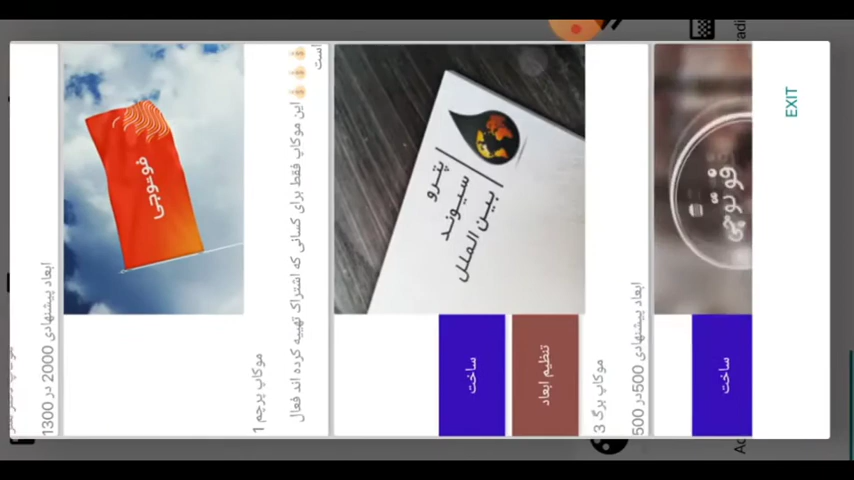 ابعاد پیشنهادی 2000 در 1300
فوتوجی
موکاپ پرچم 1
این موکاپ فقط برای کسانی که اشتراک تهییه کرده اند فعال
است
پترو
سیوند
بین الملل
ساخت
تنظیم ابعاد
موکاپ برگ 3
ابعاد پیشنهادی 500در 500
فوتوجی
ساخت
EXIT